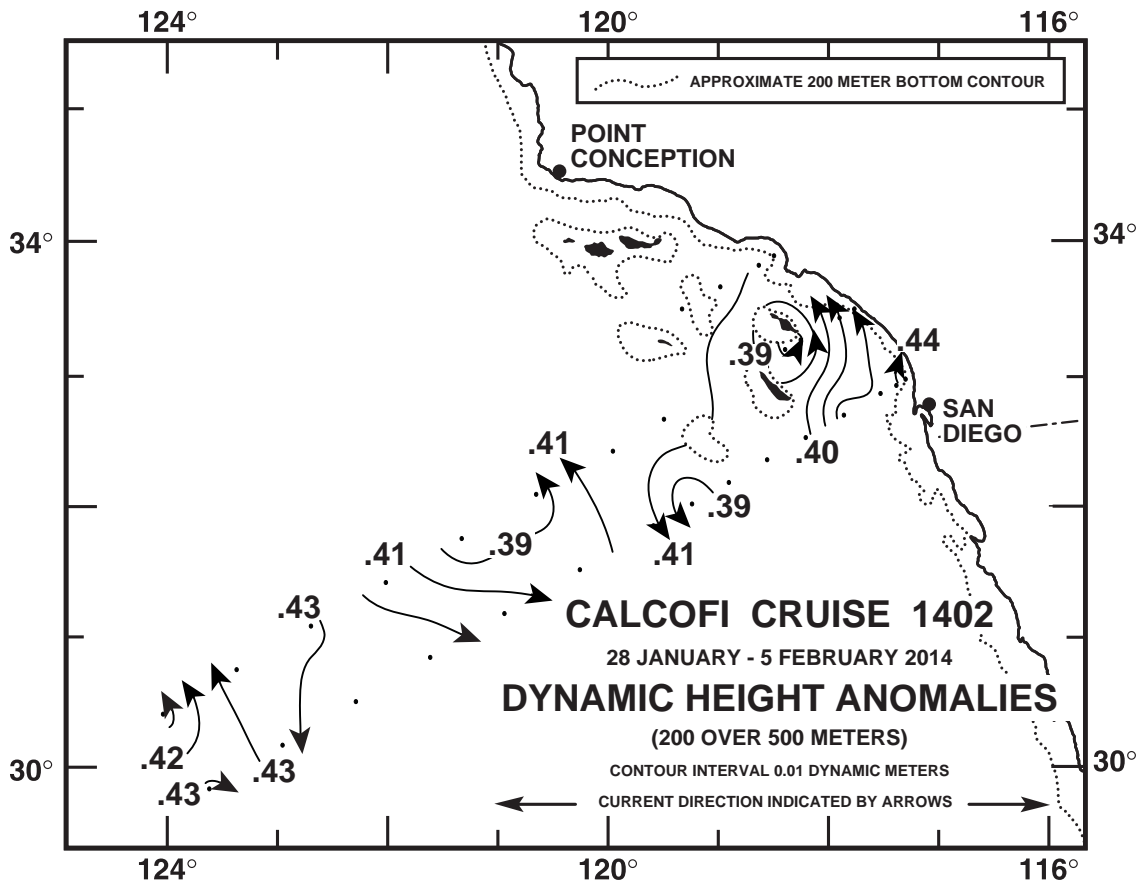 124° 120° 116°
APPROXIMATE 200 METER BOTTOM CONTOUR
POINT
CONCEPTION
34° 34°
.39 .44
SAN
DIEGO
.41 .40
.39
.39
.41 .41
.43
CALCOFI CRUISE 1402
28 JANUARY - 5 FEBRUARY 2014
DYNAMIC HEIGHT ANOMALIES
(200 OVER 500 METERS)
.42
.43
30° 30°
CONTOUR INTERVAL 0.01 DYNAMIC METERS
.43
CURRENT DIRECTION INDICATED BY ARROWS
124° 120° 116°